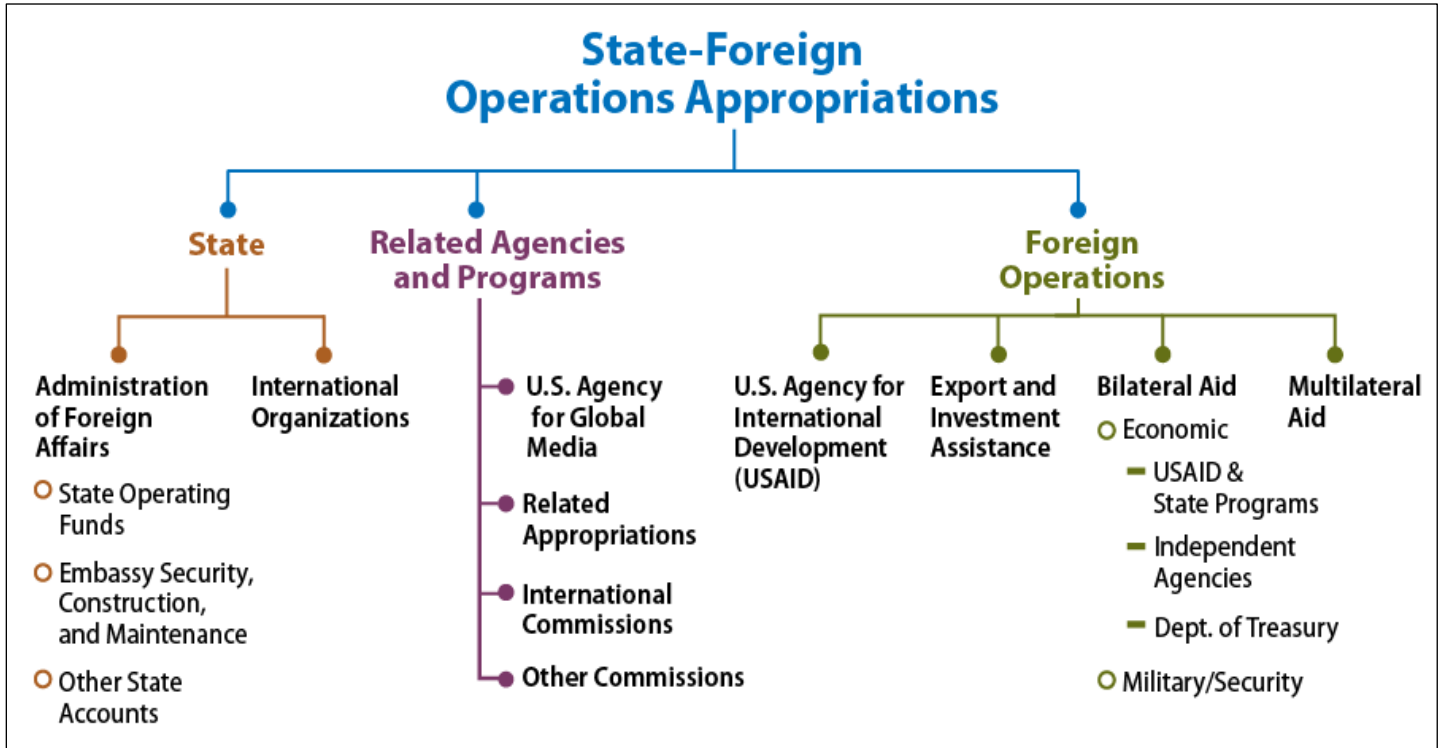 State-Foreign
Operations Appropriations
State
Related Agencies
and Programs
Foreign
Operations
Administration
of Foreign
Affairs
State Operating
Funds
Embassy Security,
Construction,
and Maintenance
Other State
Accounts
International
Organizations
U.S. Agency
for Global
Media
Related
Appropriations
International
Commissions
Other Commissions
U.S. Agency for
International
Development
(USAID)
Export and
Investment
Assistance
Bilateral Aid
Economic
USAID &
State Programs
Independent
Agencies
Dept. of Treasury
Military/Security
Multilateral
Aid